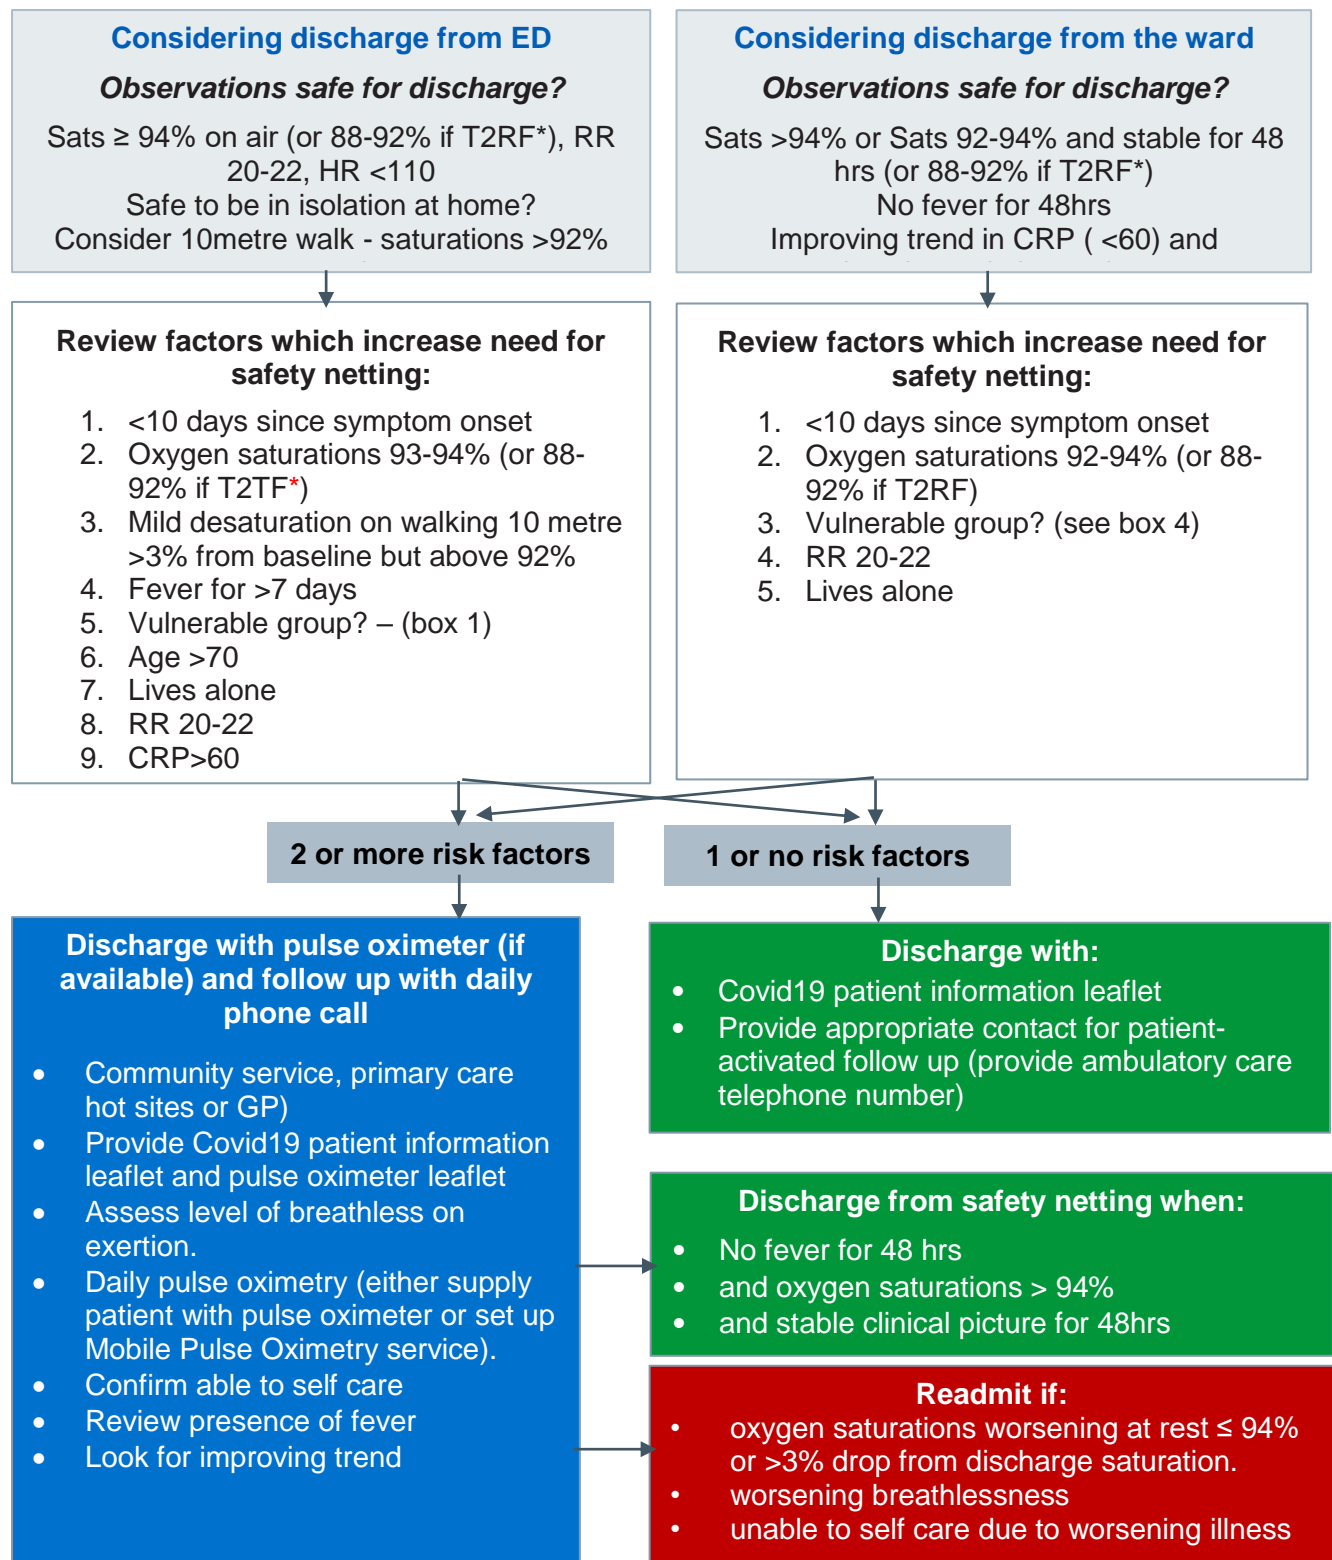 Considering discharge from ED
Observations safe for discharge?
Sats ≥ 94% on air (or 88-92% if T2RF*), RR
20-22, HR <110
Safe to be in isolation at home?
Consider 10metre walk - saturations >92%
Considering discharge from the ward
Observations safe for discharge?
Sats >94% or Sats 92-94% and stable for 48
hrs (or 88-92% if T2RF*)
No fever for 48hrs
Improving trend in CRP ( <60) and
Review factors which increase need for
safety netting:
1. <10 days since symptom onset
2. Oxygen saturations 93-94% (or 88-
92% if T2TF*)
3. Mild desaturation on walking 10 metre
>3% from baseline but above 92%
4. Fever for >7 days
5. Vulnerable group? – (box 1)
6. Age >70
7. Lives alone
8. RR 20-22
9. CRP>60
Review factors which increase need for
safety netting:
1. <10 days since symptom onset
2. Oxygen saturations 92-94% (or 88-
92% if T2RF)
3. Vulnerable group? (see box 4)
4. RR 20-22
5. Lives alone
2 or more risk factors
1 or no risk factors
Discharge with pulse oximeter (if
available) and follow up with daily
phone call
• Community service, primary care
hot sites or GP)
• Provide Covid19 patient information
leaflet and pulse oximeter leaflet
• Assess level of breathless on
exertion.
• Daily pulse oximetry (either supply
patient with pulse oximeter or set up
Mobile Pulse Oximetry service).
• Confirm able to self care
• Review presence of fever
• Look for improving trend
Discharge with:
• Covid19 patient information leaflet
• Provide appropriate contact for patient-
activated follow up (provide ambulatory care
telephone number)
Discharge from safety netting when:
• No fever for 48 hrs
• and oxygen saturations > 94%
• and stable clinical picture for 48hrs
Readmit if:
• oxygen saturations worsening at rest ≤ 94%
or >3% drop from discharge saturation.
• worsening breathlessness
• unable to self care due to worsening illness